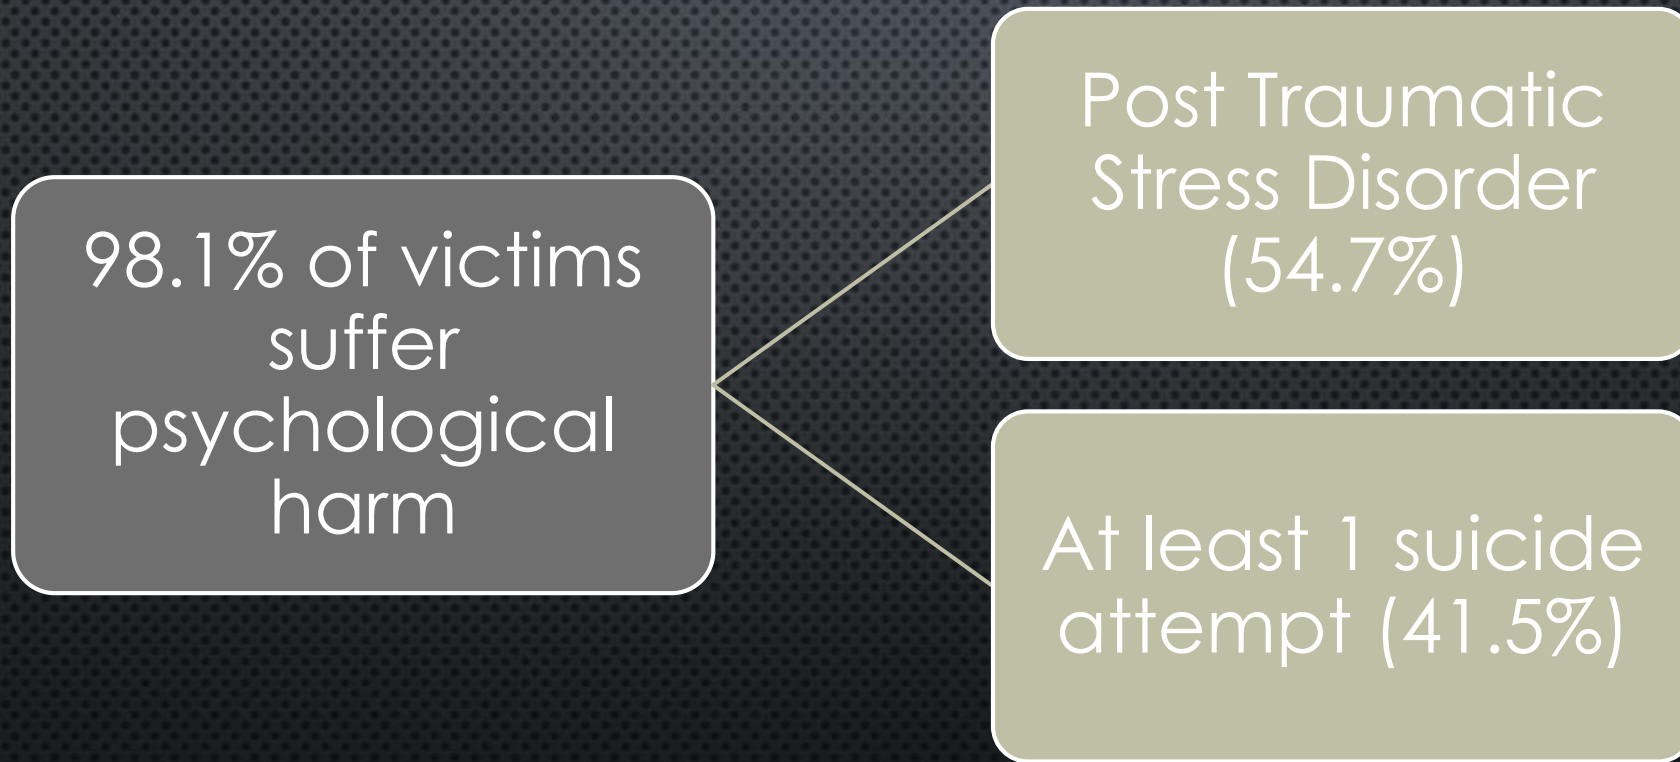 98.1% of victims
suffer
psychological
harm
Post Traumatic
Stress Disorder
(54.7%)
At least 1 suicide
attempt (41.5%)